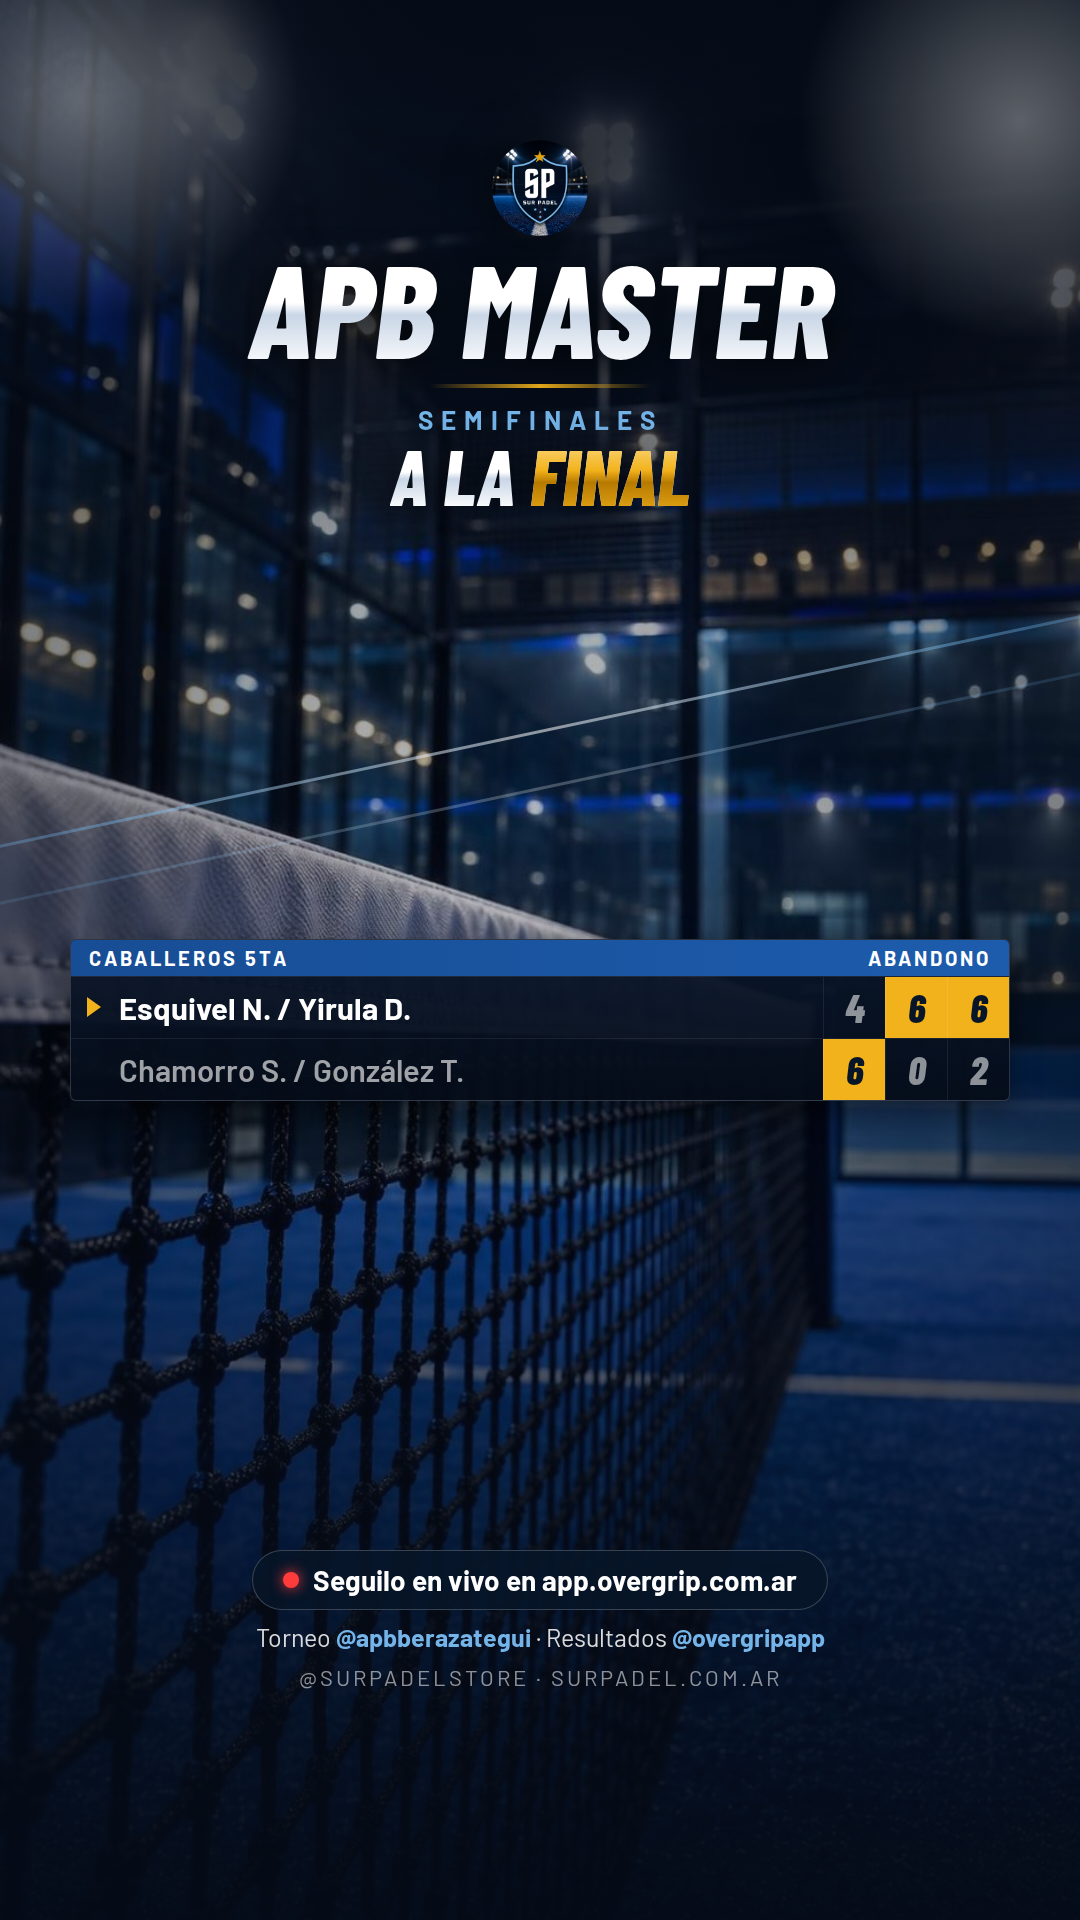 SP
SUR PADEL
APB MASTER
SEMIFINALES
A LA FINAL
CABALLEROS 5TA ABANDONO
Esquivel N. / Yirula D. 4 6 6
Chamorro S. / González T. 6 0 2
Seguilo en vivo en app.overgrip.com.ar
Torneo @apbberazategui · Resultados @overgripapp
@SURPADELSTORE · SURPADEL.COM.AR